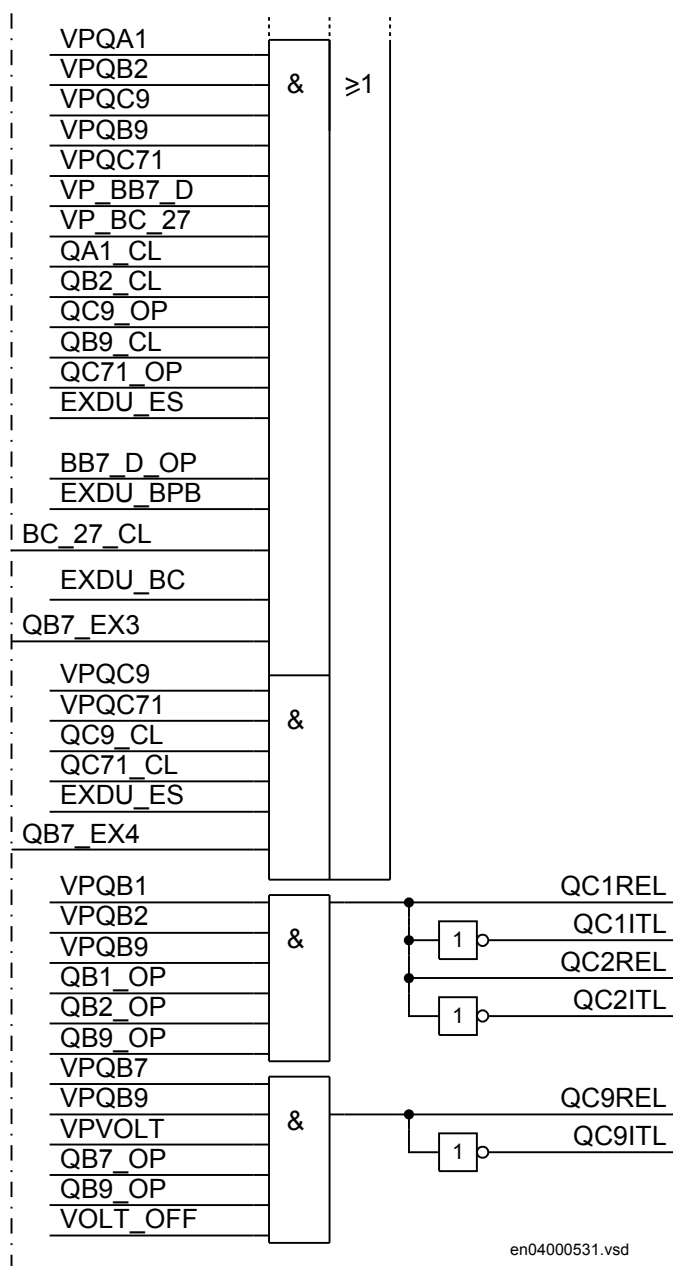 VPQA1
VPQB2
& ≥1
VPQC9
VPQB9
VPQC71
VP_BB7_D
VP_BC_27
QA1_CL
QB2_CL
QC9_OP
QB9_CL
QC71_OP
EXDU_ES
BB7_D_OP
EXDU_BPB
BC_27_CL
EXDU_BC
QB7_EX3
VPQC9
VPQC71
&
QC9_CL
QC71_CL
EXDU_ES
QB7_EX4
VPQB1 QC1REL
VPQB2 QC1ITL
& 1
VPQB9 QC2REL
QB1_OP QC2ITL
QB2_OP 1
QB9_OP
VPQB7
VPQB9 QC9REL
& QC9ITL
VPVOLT 1
QB7_OP
QB9_OP
VOLT_OFF
en04000531.vsd